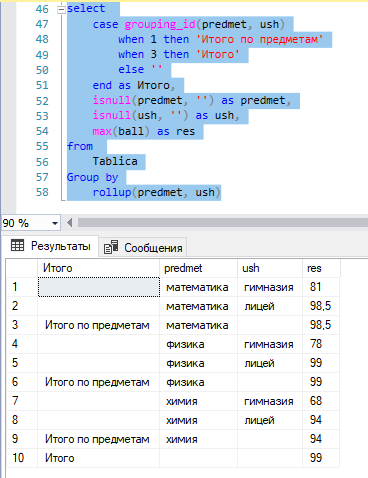 46 select
47 case grouping_id(predmet, ush)
48 when 1 then 'Итого по предметам'
49 when 3 then 'Итого'
50 else ''
51 end as Итого,
52 isnull(predmet, '') as predmet,
53 isnull(ush, '') as ush,
54 max(ball) as res
55 from
56 Tablica
57 Group by
58 rollup(predmet, ush)
90 %
Результаты Сообщения
Итого predmet ush res
1 математика гимназия 81
2 математика лицей 98,5
3 Итого по предметам математика 98,5
4 физика гимназия 78
5 физика лицей 99
6 Итого по предметам физика 99
7 химия гимназия 68
8 химия лицей 94
9 Итого по предметам химия 94
10 Итого 99